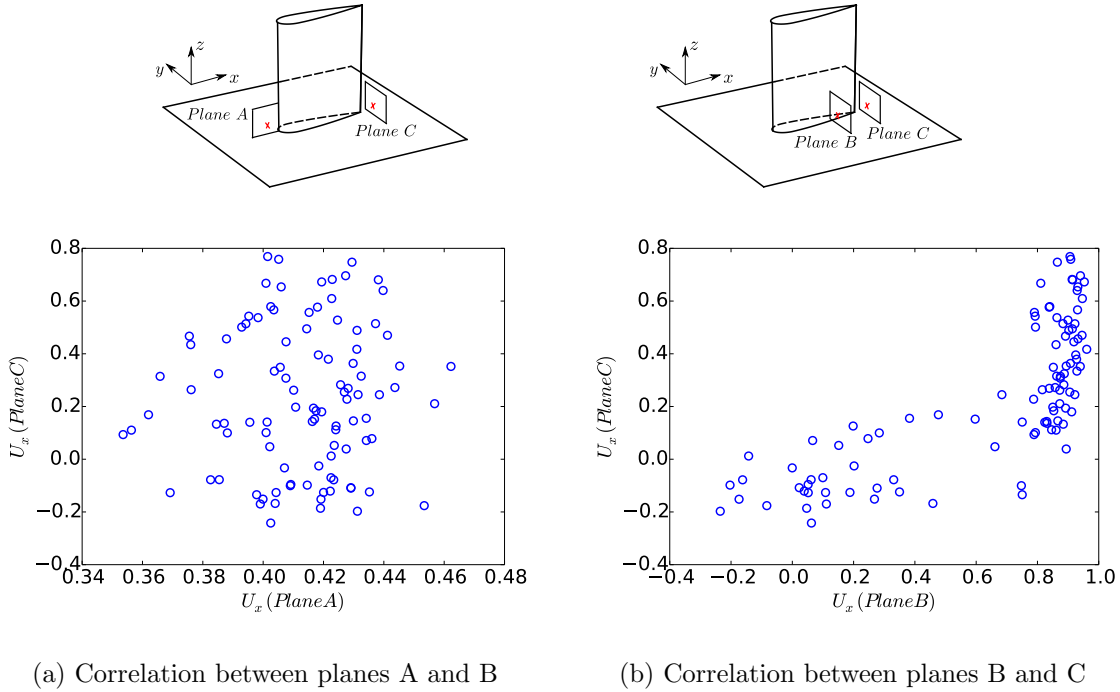 z
y
x
Plane A
Plane C
z
y
x
Plane B
Plane C
0.8
0.6
0.4
0.2
0.0
−0.2
−0.4
U_x (PlaneC)
0.34 0.36 0.38 0.40 0.42 0.44 0.46 0.48
U_x (PlaneA)
0.8
0.6
0.4
0.2
0.0
−0.2
−0.4
U_x (PlaneC)
−0.4 −0.2 0.0 0.2 0.4 0.6 0.8 1.0
U_x (PlaneB)
(a) Correlation between planes A and B
(b) Correlation between planes B and C